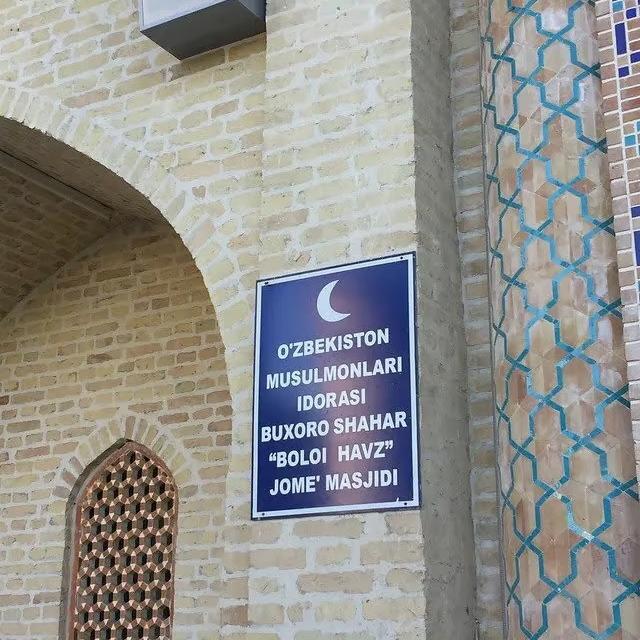 O'ZBEKISTON
MUSULMONLARI
IDORASI
BUXORO SHAHAR
“BOLOI HAVZ”
JOME' MASJIDI